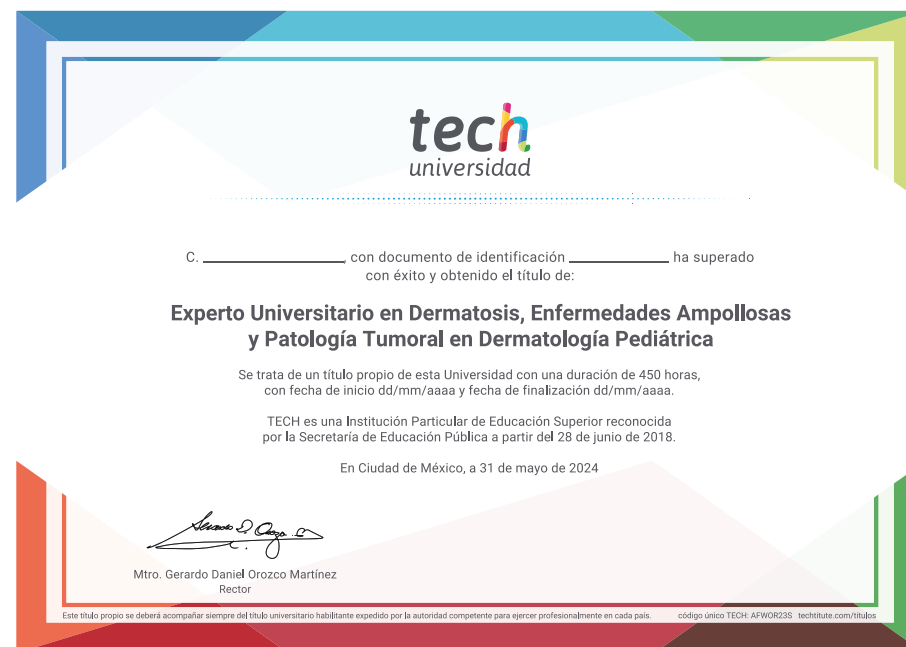 tech
universidad
C. ____________, con documento de identificación ____________ ha superado
con éxito y obtenido el título de:
Experto Universitario en Dermatosis, Enfermedades Ampollosas
y Patología Tumoral en Dermatología Pediátrica
Se trata de un título propio de esta Universidad con una duración de 450 horas,
con fecha de inicio dd/mm/aaaa y fecha de finalización dd/mm/aaaa.
TECH es una Institución Particular de Educación Superior reconocida
por la Secretaría de Educación Pública a partir del 28 de junio de 2018.
En Ciudad de México, a 31 de mayo de 2024
Mtro. Gerardo Daniel Orozco Martínez
Rector
Este título propio se deberá acompañar siempre del título universitario habilitante expedido por la autoridad competente para ejercer profesionalmente en cada país. código único TECH: AFWOR23S techtitute.com/titulos